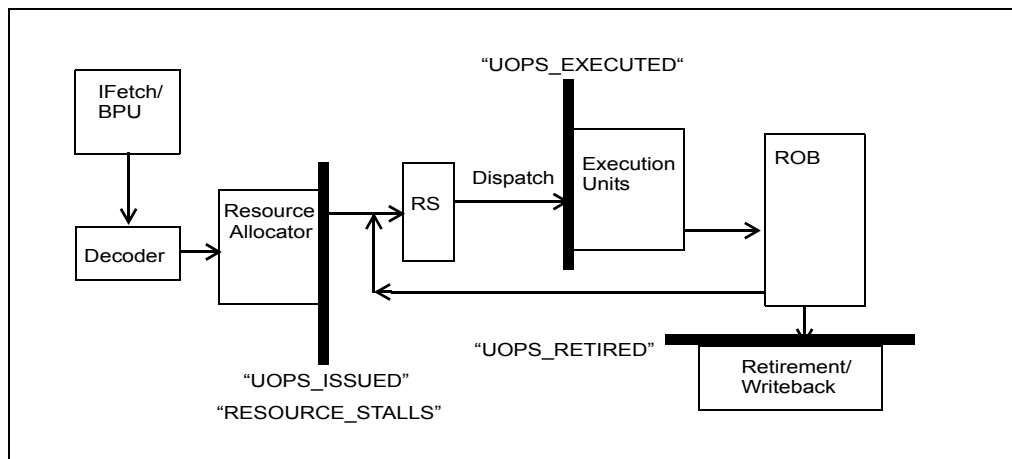 “UOPS_EXECUTED“
IFetch/
BPU
Execution
Units
ROB
Dispatch
RS
Resource
Allocator
Decoder
“UOPS_RETIRED”
Retirement/
Writeback
“UOPS_ISSUED”
“RESOURCE_STALLS”